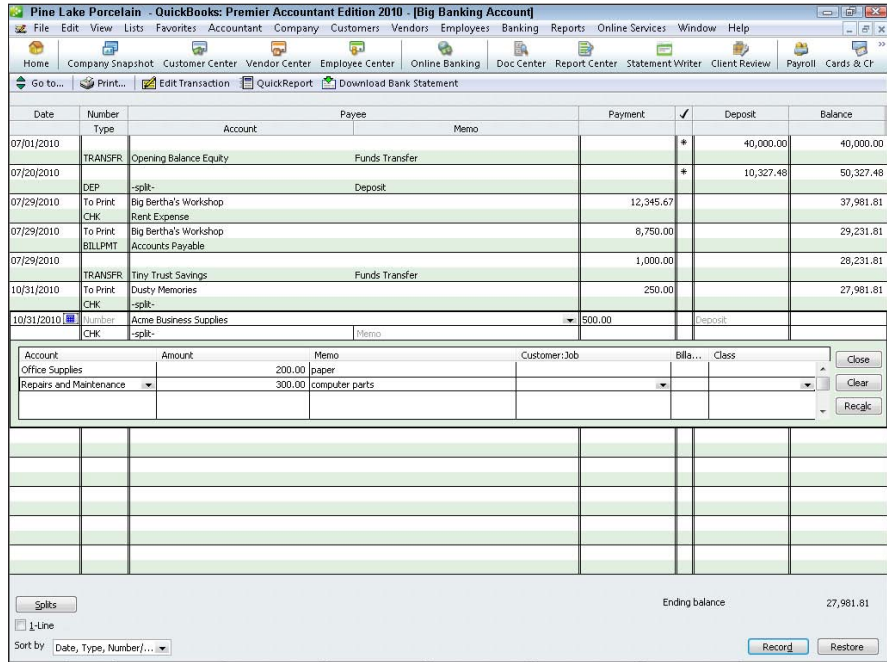 Pine Lake Porcelain - QuickBooks: Premier Accountant Edition 2010 - [Big Banking Account]
File Edit View Lists Favorites Accountant Company Customers Vendors Employees Banking Reports Online Services Window Help
Home Company Snapshot Customer Center Vendor Center Employee Center Online Banking Doc Center Report Center Statement Writer Client Review Payroll Cards & Ch
Go to... Print... Edit Transaction QuickReport Download Bank Statement
Date Number Payee Payment ✓ Deposit Balance
Type Account Memo
07/01/2010 * 40,000.00 40,000.00
TRANSFR Opening Balance Equity Funds Transfer
07/20/2010 * 10,327.48 50,327.48
DEP -split- Deposit
07/29/2010 To Print Big Bertha's Workshop 12,345.67 37,981.81
CHK Rent Expense
07/29/2010 To Print Big Bertha's Workshop 8,750.00 29,231.81
BILLPMT Accounts Payable
07/29/2010 1,000.00 28,231.81
TRANSFR Tiny Trust Savings Funds Transfer
10/31/2010 To Print Dusty Memories 250.00 27,981.81
CHK -split-
10/31/2010 Number Acme Business Supplies 500.00 Deposit
CHK -split- Memo
Account Amount Memo Customer:Job Billa... Class Close
Office Supplies 200.00 paper
Repairs and Maintenance 300.00 computer parts Clear
Recalc
Splits Ending balance 27,981.81
1-Line
Sort by Date, Type, Number/... Record Restore